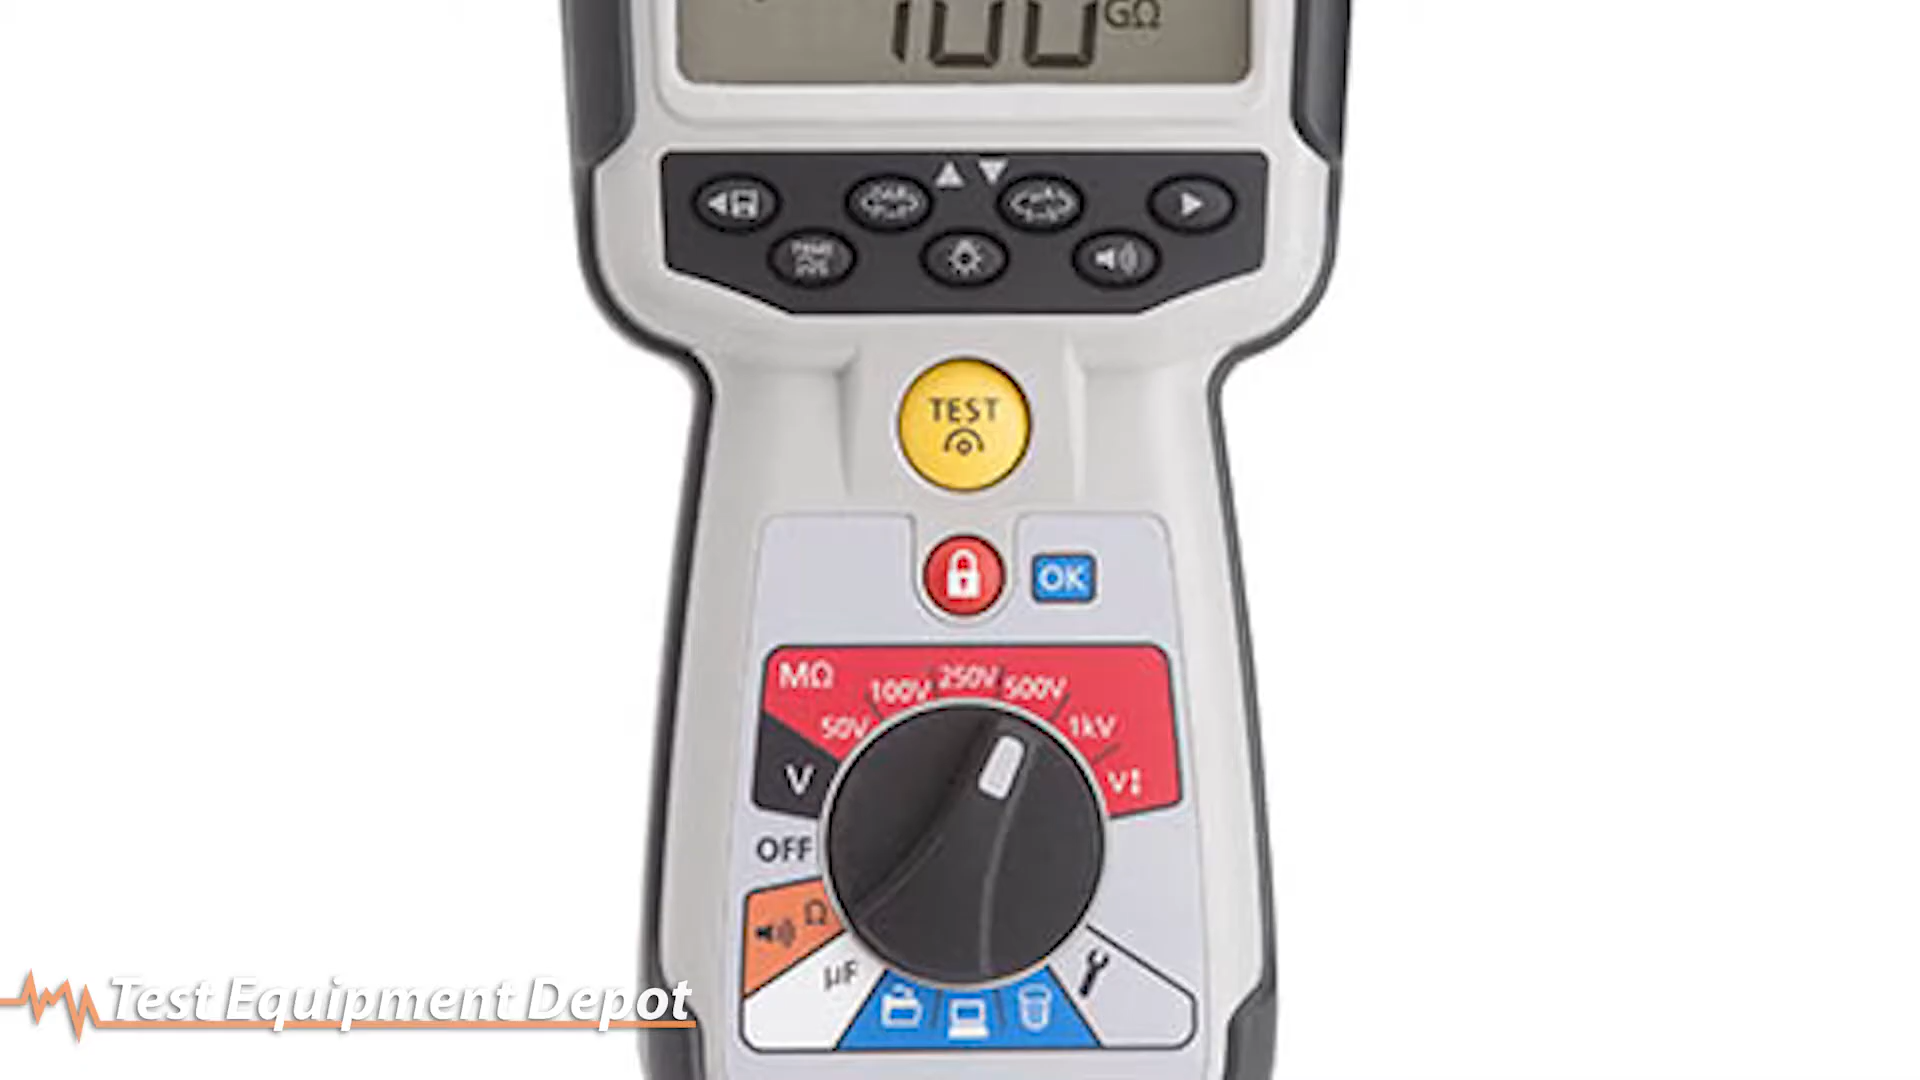 100 GΩ
TEST
OK
MΩ
50V
100V
250V
500V
1kV
V
V
OFF
Ω
µF
Test Equipment Depot